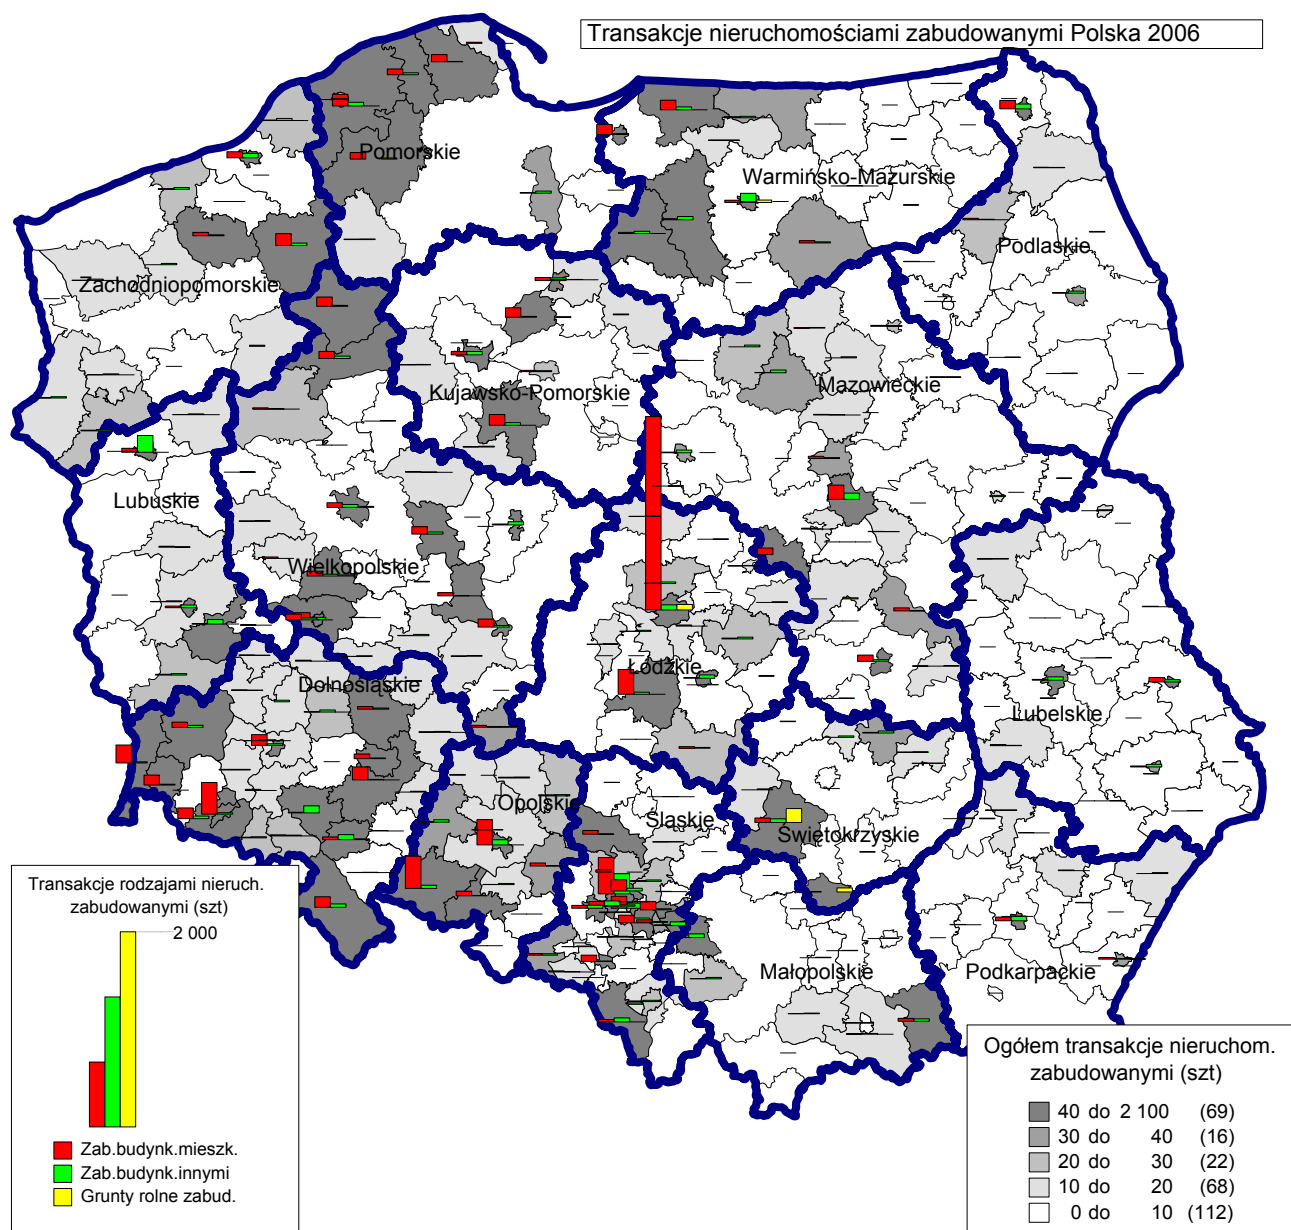 Transakcje nieruchomościami zabudowanymi Polska 2006
Pomorskie
Warmińsko-Mazurskie
Podlaskie
Zachodniopomorskie
Mazowieckie
Kujawsko-Pomorskie
Lubuskie
Wielkopolskie
Łódzkie
Dolnośląskie
Lubelskie
Opolskie
Śląskie
Świętokrzyskie
Małopolskie
Podkarpackie
Transakcje rodzajami nieruch.
zabudowanymi (szt)
2 000
Zab.budynk.mieszk.
Zab.budynk.innymi
Grunty rolne zabud.
Ogółem transakcje nieruchom.
zabudowanymi (szt)
40 do 2 100 (69)
30 do 40 (16)
20 do 30 (22)
10 do 20 (68)
0 do 10 (112)